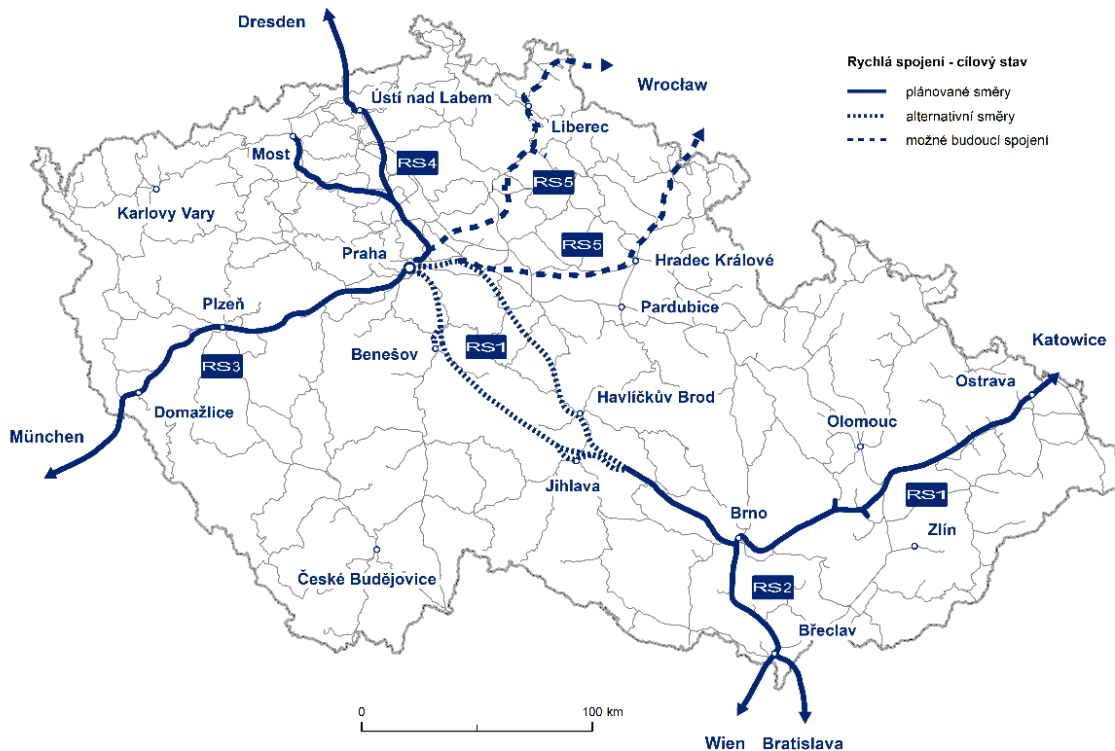 Dresden
Rychlá spojení - cílový stav
Wrocław
plánované směry
Ústí nad Labem
alternativní směry
Liberec
možné budoucí spojení
Most
RS4
RS5
Karlovy Vary
RS5
Praha
Hradec Králové
Plzeň
Pardubice
Benešov
RS1
Katowice
RS3
Ostrava
Havlíčkův Brod
Domažlice
Olomouc
München
Jihlava
RS1
Brno
Zlín
České Budějovice
RS2
Břeclav
0
100 km
Wien
Bratislava